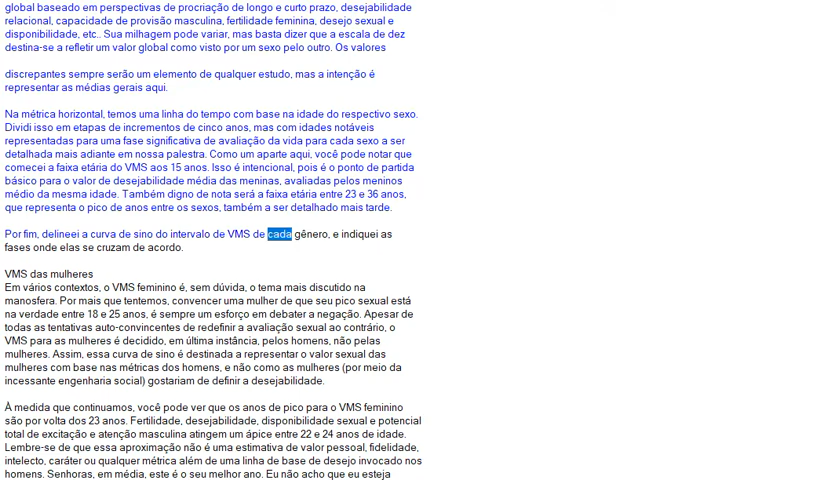 global baseado em perspectivas de procriação de longo e curto prazo, desejabilidade
relacional, capacidade de provisão masculina, fertilidade feminina, desejo sexual e
disponibilidade, etc.. Sua milhagem pode variar, mas basta dizer que a escala de dez
destina-se a refletir um valor global como visto por um sexo pelo outro. Os valores
discrepantes sempre serão um elemento de qualquer estudo, mas a intenção é
representar as médias gerais aqui.
Na métrica horizontal, temos uma linha do tempo com base na idade do respectivo sexo.
Dividi isso em etapas de incrementos de cinco anos, mas com idades notáveis
representadas para uma fase significativa de avaliação da vida para cada sexo a ser
detalhada mais adiante em nossa palestra. Como um aparte aqui, você pode notar que
comecei a faixa etária do VMS aos 15 anos. Isso é intencional, pois é o ponto de partida
básico para o valor de desejabilidade média das meninas, avaliadas pelos meninos
médio da mesma idade. Também digno de nota será a faixa etária entre 23 e 36 anos,
que representa o pico de anos entre os sexos, também a ser detalhado mais tarde.
Por fim, delineei a curva de sino do intervalo de VMS de cada gênero, e indiquei as
fases onde elas se cruzam de acordo.
VMS das mulheres
Em vários contextos, o VMS feminino é, sem dúvida, o tema mais discutido na
manosfera. Por mais que tentemos, convencer uma mulher de que seu pico sexual está
na verdade entre 18 e 25 anos, é sempre um esforço em debater a negação. Apesar de
todas as tentativas auto-convincentes de redefinir a avaliação sexual ao contrário, o
VMS para as mulheres é decidido, em última instância, pelos homens, não pelas
mulheres. Assim, essa curva de sino é destinada a representar o valor sexual das
mulheres com base nas métricas dos homens, e não como as mulheres (por meio da
incessante engenharia social) gostariam de definir a desejabilidade.
À medida que continuamos, você pode ver que os anos de pico para o VMS feminino
são por volta dos 23 anos. Fertilidade, desejabilidade, disponibilidade sexual e potencial
total de excitação e atenção masculina atingem um ápice entre 22 e 24 anos de idade.
Lembre-se de que essa aproximação não é uma estimativa de valor pessoal, fidelidade,
intelecto, caráter ou qualquer métrica além de uma linha de base de desejo invocado nos
homens. Senhoras, em média, este é o seu melhor ano. Eu não acho que eu esteja